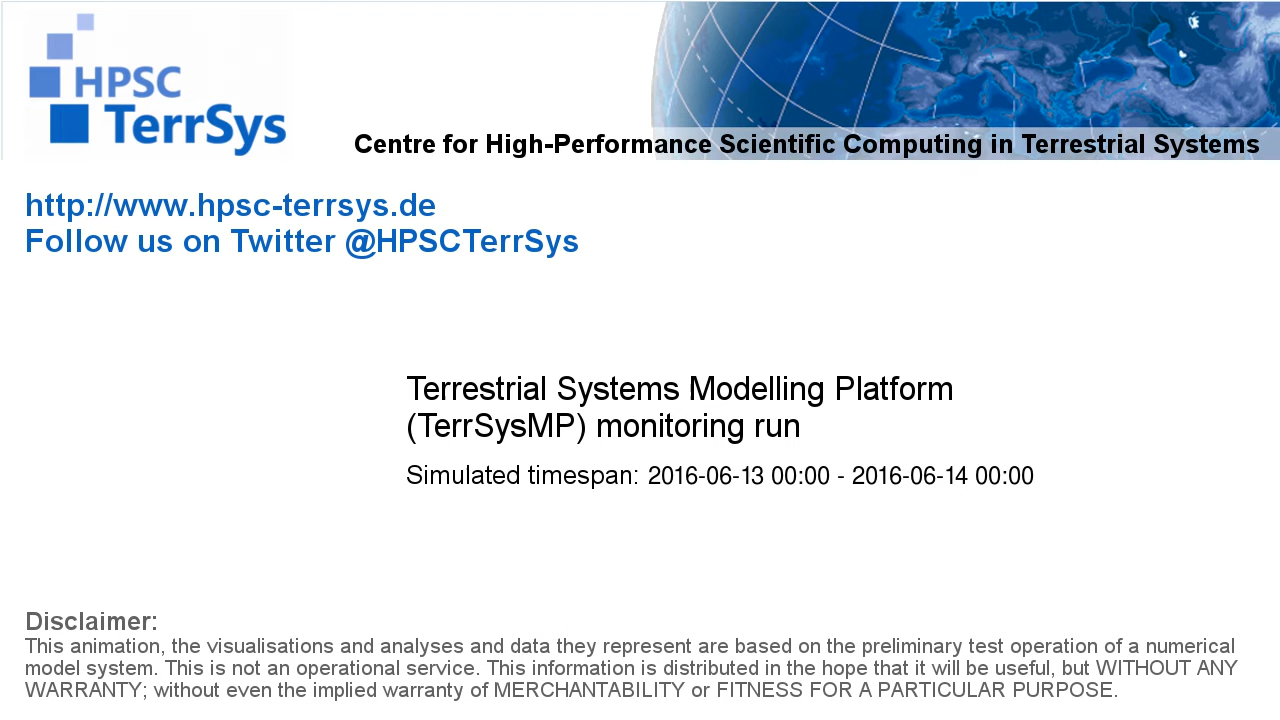 HPSC
TerrSys
Centre for High-Performance Scientific Computing in Terrestrial Systems
http://www.hpsc-terrsys.de
Follow us on Twitter @HPSCTerrSys
Terrestrial Systems Modelling Platform
(TerrSysMP) monitoring run
Simulated timespan: 2016-06-13 00:00 - 2016-06-14 00:00
Disclaimer:
This animation, the visualisations and analyses and data they represent are based on the preliminary test operation of a numerical
model system. This is not an operational service. This information is distributed in the hope that it will be useful, but WITHOUT ANY
WARRANTY; without even the implied warranty of MERCHANTABILITY or FITNESS FOR A PARTICULAR PURPOSE.